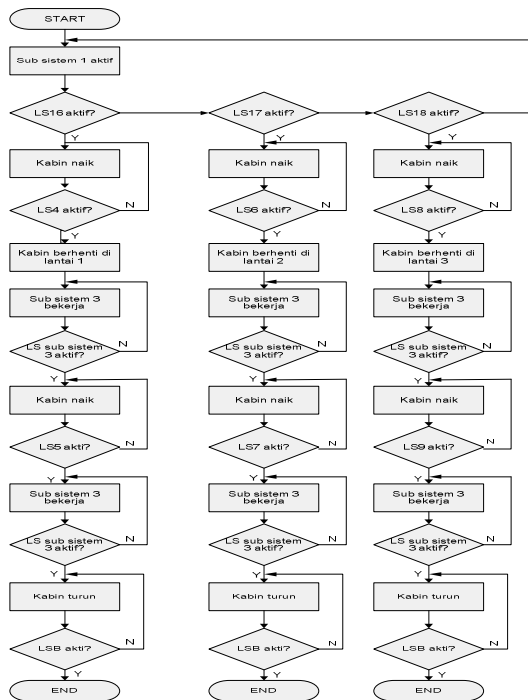 START
Sub sistem 1 aktif
LS16 aktif?
Y
Kabin naik
LS4 aktif?
N
Y
Kabin berhenti di
lantai 1
Sub sistem 3
bekerja
LS sub sistem
3 aktif?
N
Y
Kabin naik
LS5 akti?
N
Y
Sub sistem 3
bekerja
LS sub sistem
3 aktif?
N
Y
Kabin turun
LSB akti?
N
Y
END
LS17 aktif?
Y
Kabin naik
LS6 aktif?
N
Y
Kabin berhenti di
lantai 2
Sub sistem 3
bekerja
LS sub sistem
3 aktif?
N
Y
Kabin naik
LS7 akti?
N
Y
Sub sistem 3
bekerja
LS sub sistem
3 aktif?
N
Y
Kabin turun
LSB akti?
N
Y
END
LS18 aktif?
Y
Kabin naik
LS8 aktif?
N
Y
Kabin berhenti di
lantai 3
Sub sistem 3
bekerja
LS sub sistem
3 aktif?
N
Y
Kabin naik
LS9 akti?
N
Y
Sub sistem 3
bekerja
LS sub sistem
3 aktif?
N
Y
Kabin turun
LSB akti?
N
Y
END